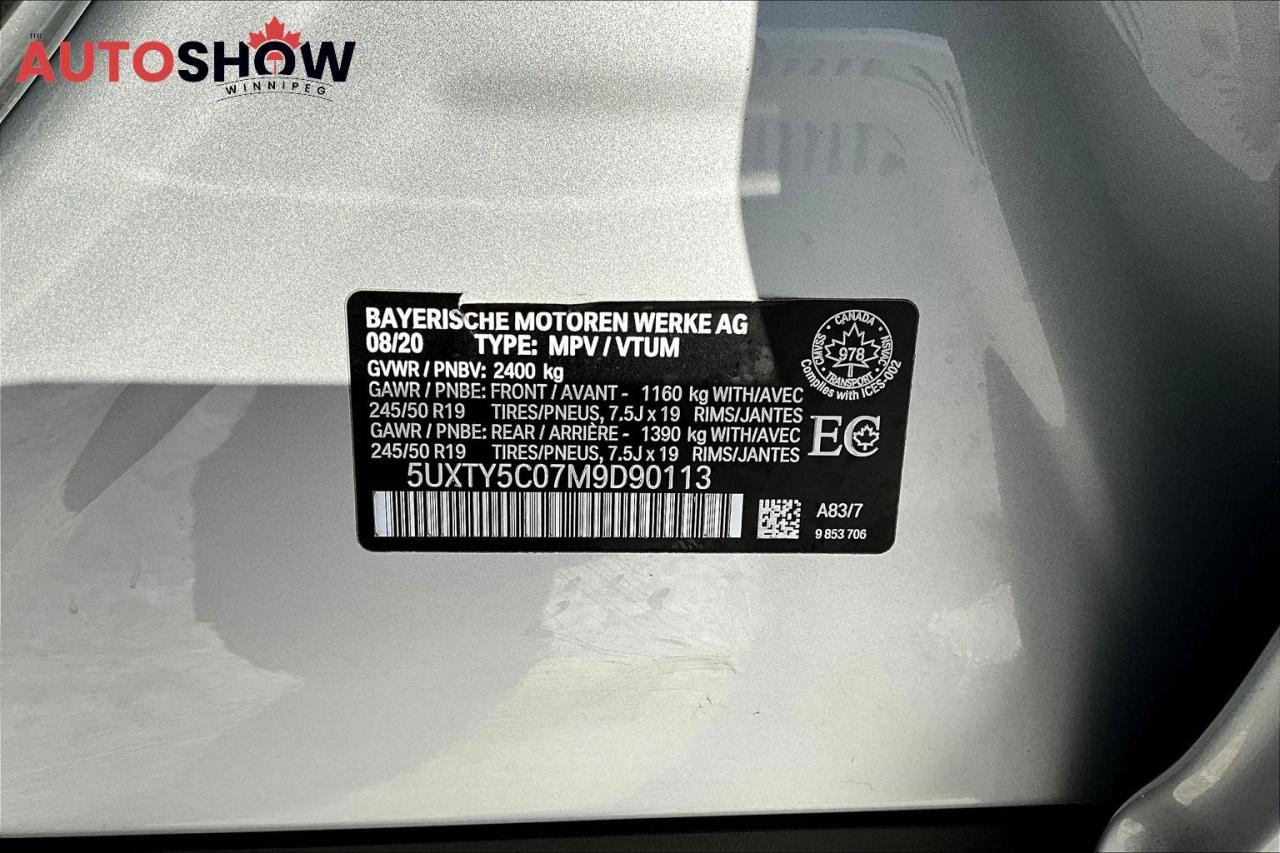 THE
AUTOSHOW
WINNIPEG
BAYERISCHE MOTOREN WERKE AG
08/20 TYPE: MPV / VTUM
GVWR / PNBV: 2400 kg
GAWR / PNBE: FRONT / AVANT - 1160 kg WITH/AVEC
245/50 R19 TIRES/PNEUS, 7.5J x 19 RIMS/JANTES
GAWR / PNBE: REAR / ARRIÈRE - 1390 kg WITH/AVEC
245/50 R19 TIRES/PNEUS, 7.5J x 19 RIMS/JANTES
5UXTY5C07M9D90113
CANADA
CMVSS 978 NSVAC
TRANSPORT
Complies with ICES-002
EC
A83/7
9 853 706